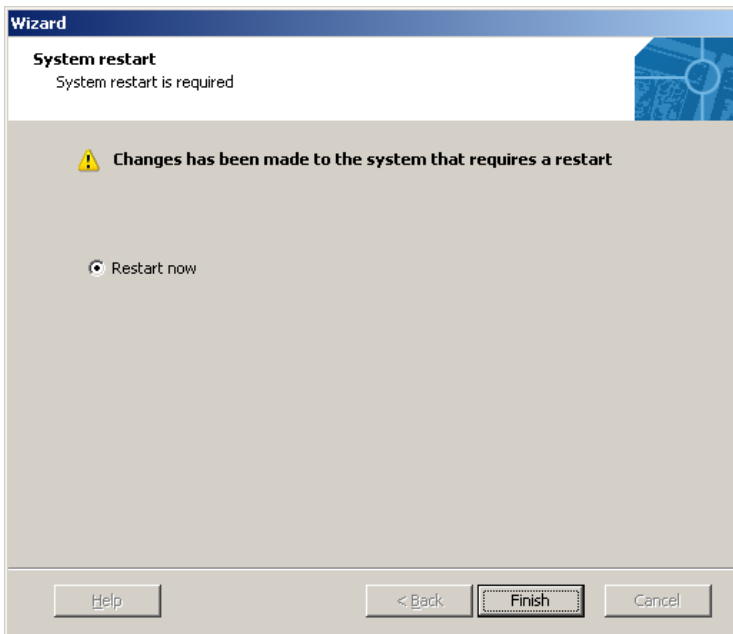 Wizard
System restart
System restart is required
Changes has been made to the system that requires a restart
Restart now
Help
< Back
Finish
Cancel